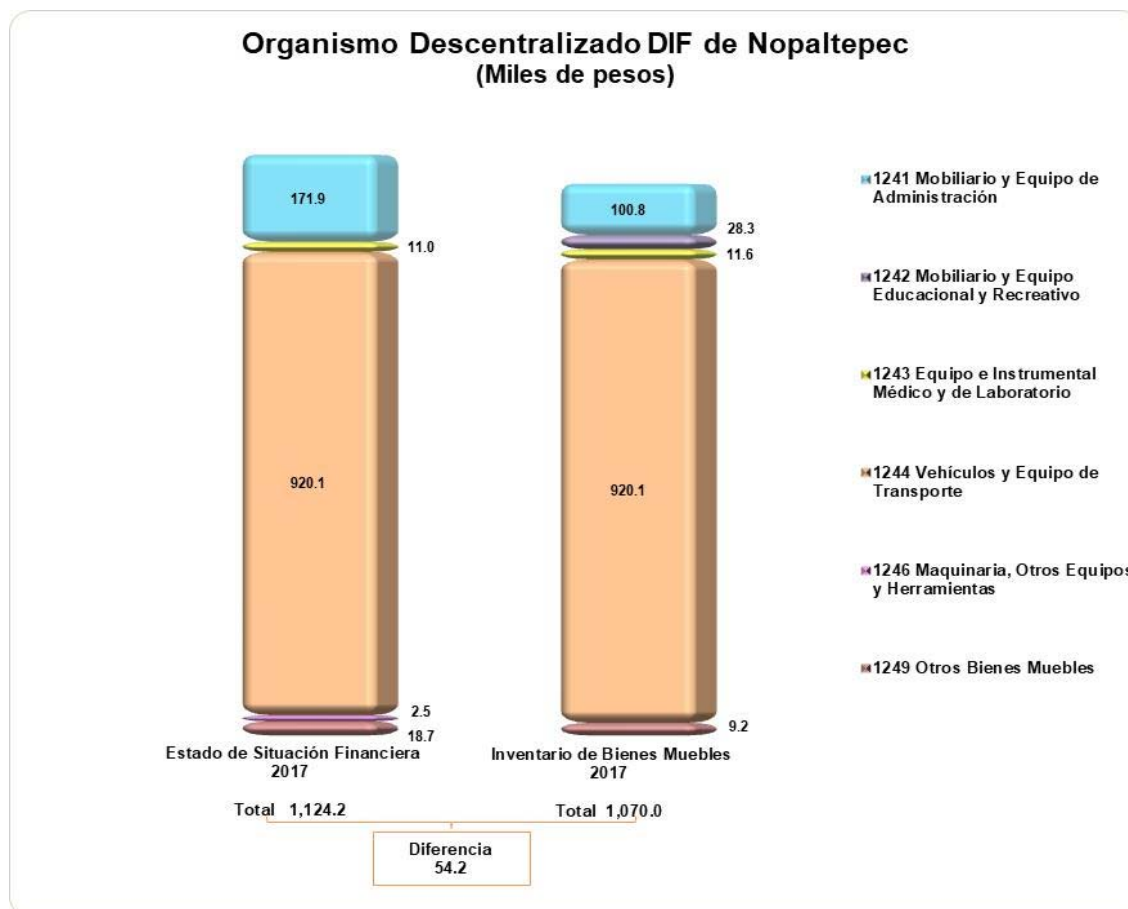 Organismo Descentralizado DIF de Nopaltepec
(Miles de pesos)
171.9
11.0
920.1
2.5
18.7
Estado de Situación Financiera
2017
Total 1,124.2
100.8
28.3
11.6
920.1
9.2
Inventario de Bienes Muebles
2017
Total 1,070.0
Diferencia
54.2
1241 Mobiliario y Equipo de
Administración
1242 Mobiliario y Equipo
Educacional y Recreativo
1243 Equipo e Instrumental
Médico y de Laboratorio
1244 Vehículos y Equipo de
Transporte
1246 Maquinaria, Otros Equipos
y Herramientas
1249 Otros Bienes Muebles